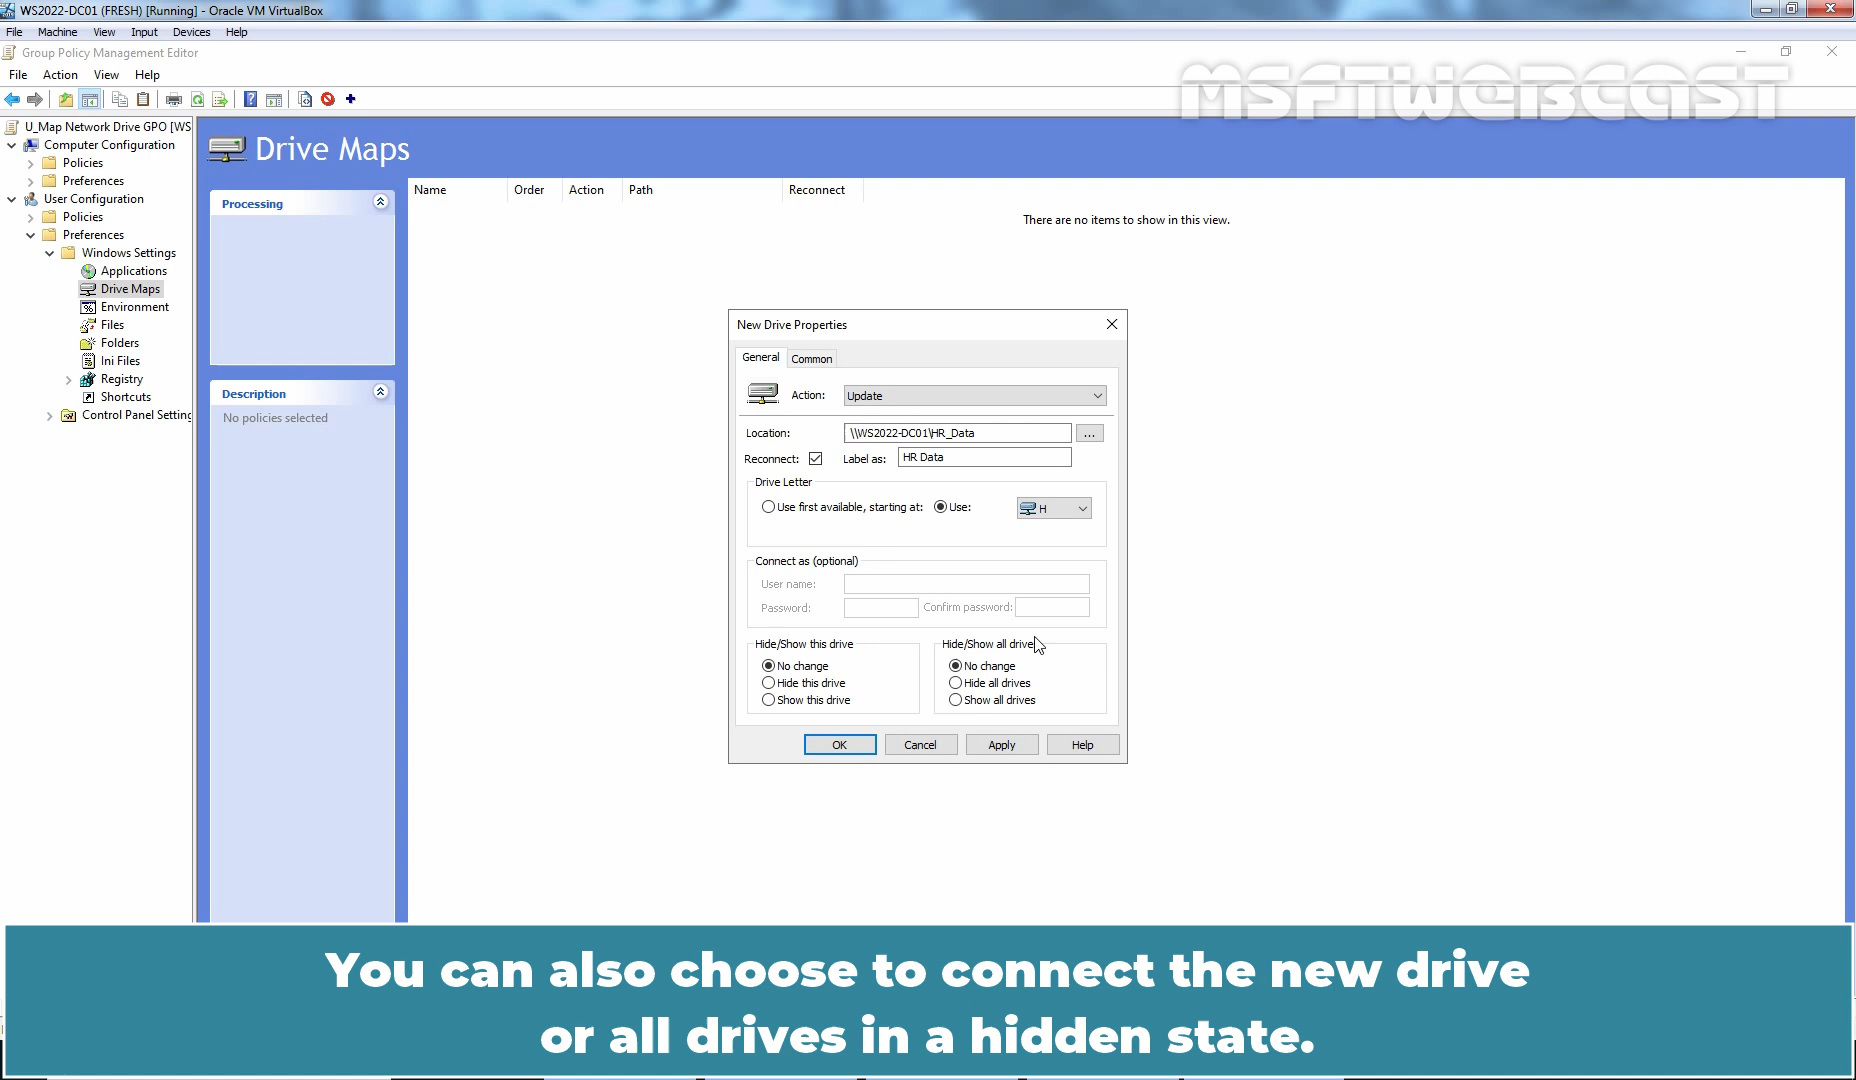 WS2022-DC01 (FRESH) [Running] - Oracle VM VirtualBox
File Machine View Input Devices Help
Group Policy Management Editor
File Action View Help
MSFTWEBCAST
U_Map Network Drive GPO [WS
Computer Configuration
Policies
Preferences
User Configuration
Policies
Preferences
Windows Settings
Applications
Drive Maps
Environment
Files
Folders
Ini Files
Registry
Shortcuts
Control Panel Setting
Drive Maps
Processing
Description
No policies selected
Name Order Action Path Reconnect
There are no items to show in this view.
New Drive Properties
General Common
Action: Update
Location: \\WS2022-DC01\HR_Data ...
Reconnect: Label as: HR Data
Drive Letter
Use first available, starting at: Use: H
Connect as (optional)
User name:
Password: Confirm password:
Hide/Show this drive
No change
Hide this drive
Show this drive
Hide/Show all drive
No change
Hide all drives
Show all drives
OK Cancel Apply Help
You can also choose to connect the new drive
or all drives in a hidden state.